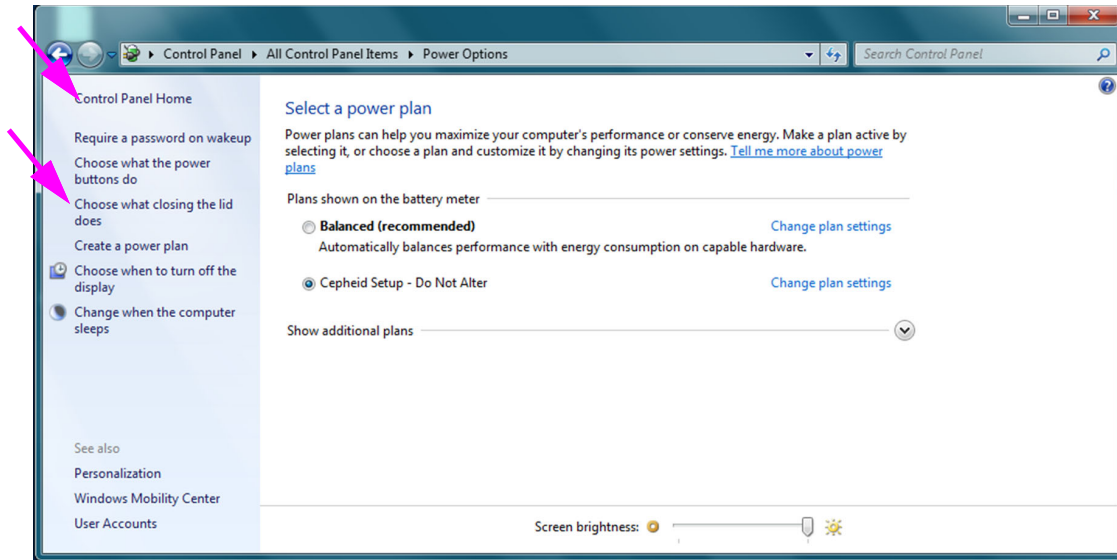 Control Panel All Control Panel Items Power Options
Search Control Panel
Control Panel Home
Require a password on wakeup
Choose what the power
buttons do
Choose what closing the lid
does
Create a power plan
Choose when to turn off the
display
Change when the computer
sleeps
See also
Personalization
Windows Mobility Center
User Accounts
Select a power plan
Power plans can help you maximize your computer's performance or conserve energy. Make a plan active by
selecting it, or choose a plan and customize it by changing its power settings. Tell me more about power
plans
Plans shown on the battery meter
Balanced (recommended) Change plan settings
Automatically balances performance with energy consumption on capable hardware.
Cepheid Setup - Do Not Alter Change plan settings
Show additional plans
Screen brightness: